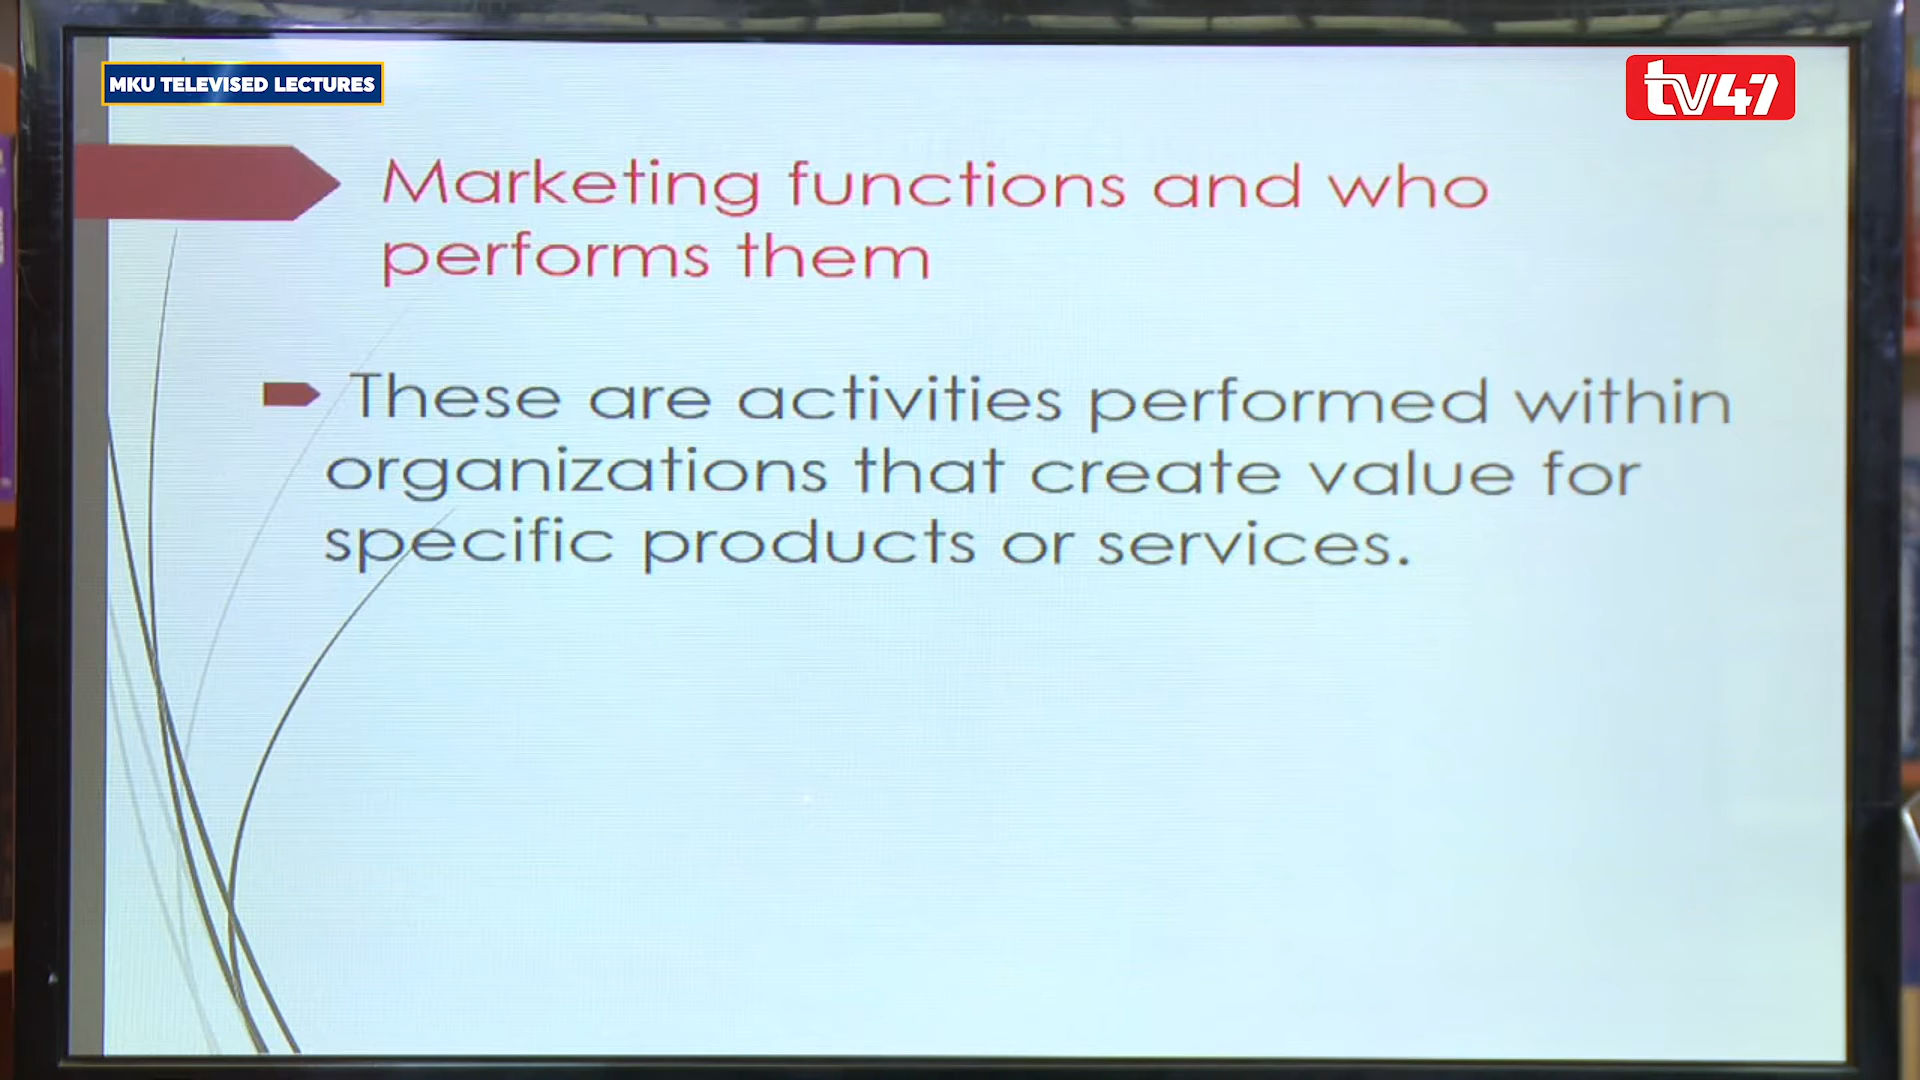 MKU TELEVISED LECTURES
tv47
Marketing functions and who
performs them
These are activities performed within
organizations that create value for
specific products or services.